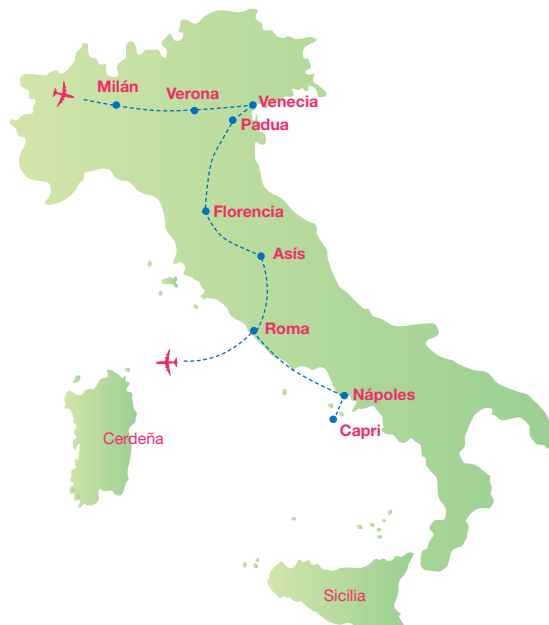 Milán
Verona
Venecia
Padua
Florencia
Asís
Roma
Nápoles
Capri
Cerdeña
Sicilia